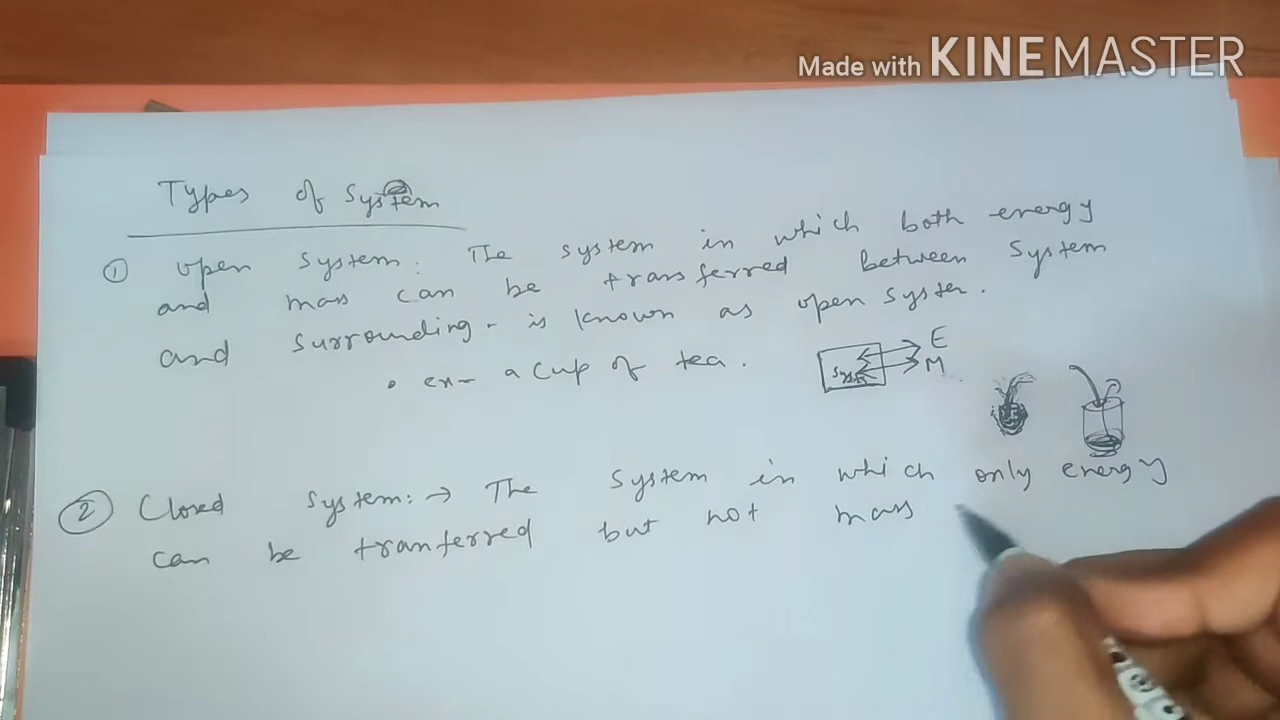 Made with KINEMASTER
Types of System
① open system: The system in which both energy
and mass can be transferred between system
and surrounding - is known as open system.
• ex- a cup of tea.
Syst
E
M
② Closed system:→ The system in which only energy
can be tranferred but not mass